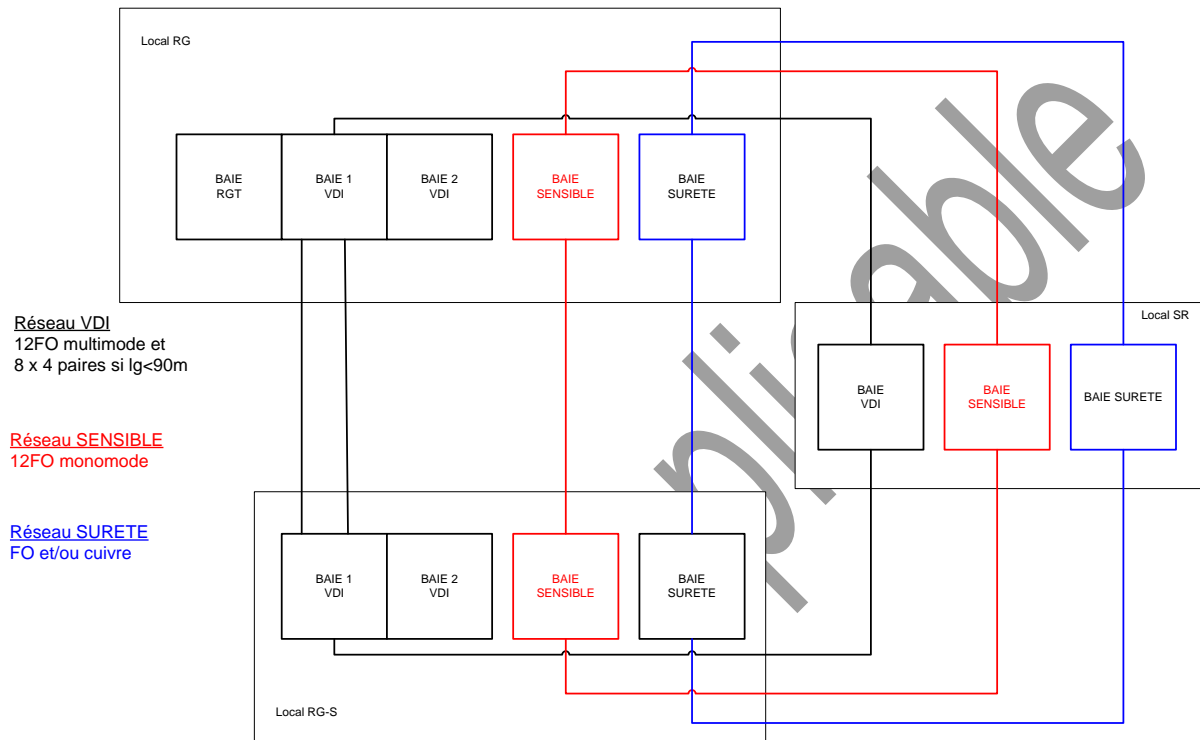 Local RG
BAIE
RGT
BAIE 1
VDI
BAIE 2
VDI
BAIE
SENSIBLE
BAIE
SURETE
Réseau VDI
12FO multimode et
8 x 4 paires si lg<90m
Réseau SENSIBLE
12FO monomode
Réseau SURETE
FO et/ou cuivre
Local SR
BAIE
VDI
BAIE
SENSIBLE
BAIE SURETE
BAIE 1
VDI
BAIE 2
VDI
BAIE
SENSIBLE
BAIE
SURETE
Local RG-S